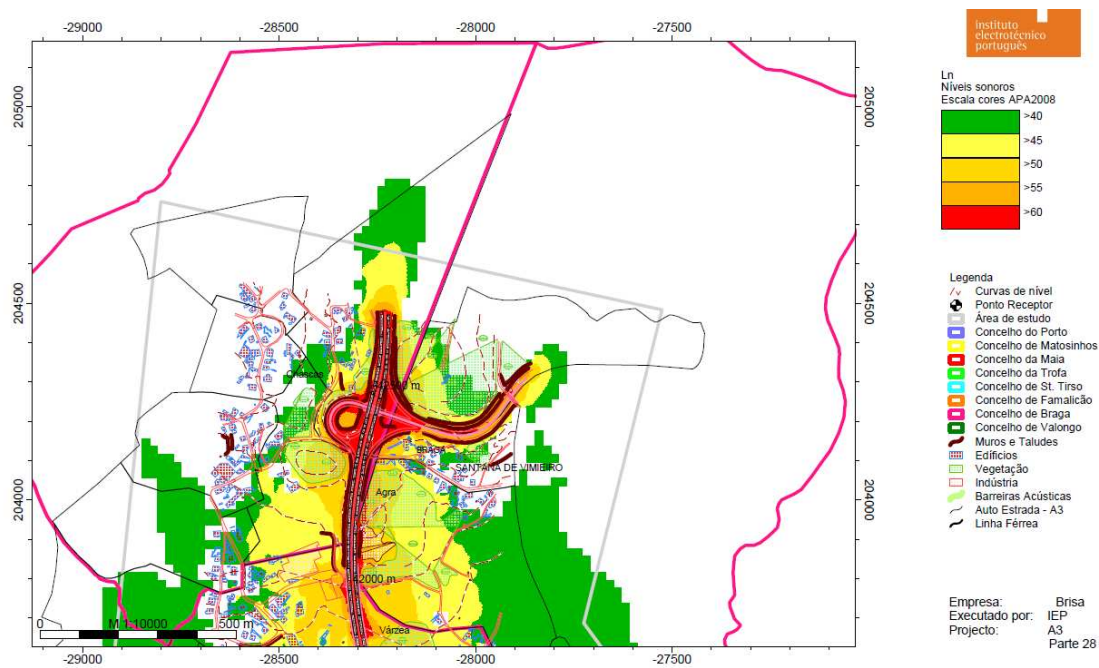 -29000
-28500
-28000
-27500
instituto
electrotécnico
português
205000
204500
204000
205000
204500
204000
Ln
Níveis sonoros
Escala cores APA2008
>40
>45
>50
>55
>60
Chascas
BRAGA
SANTANA DE VIMIEIRO
Agra
42000 m
Várzea
0 M 1:10000 500 m
-29000
-28500
-28000
-27500
Legenda
Curvas de nível
Ponto Receptor
Área de estudo
Concelho do Porto
Concelho de Matosinhos
Concelho da Maia
Concelho da Trofa
Concelho de St. Tirso
Concelho de Famalicão
Concelho de Braga
Concelho de Valongo
Muros e Taludes
Edifícios
Vegetação
Indústria
Barreiras Acústicas
Auto Estrada - A3
Linha Férrea
Empresa: Brisa
Executado por: IEP
Projecto: A3
Parte 28